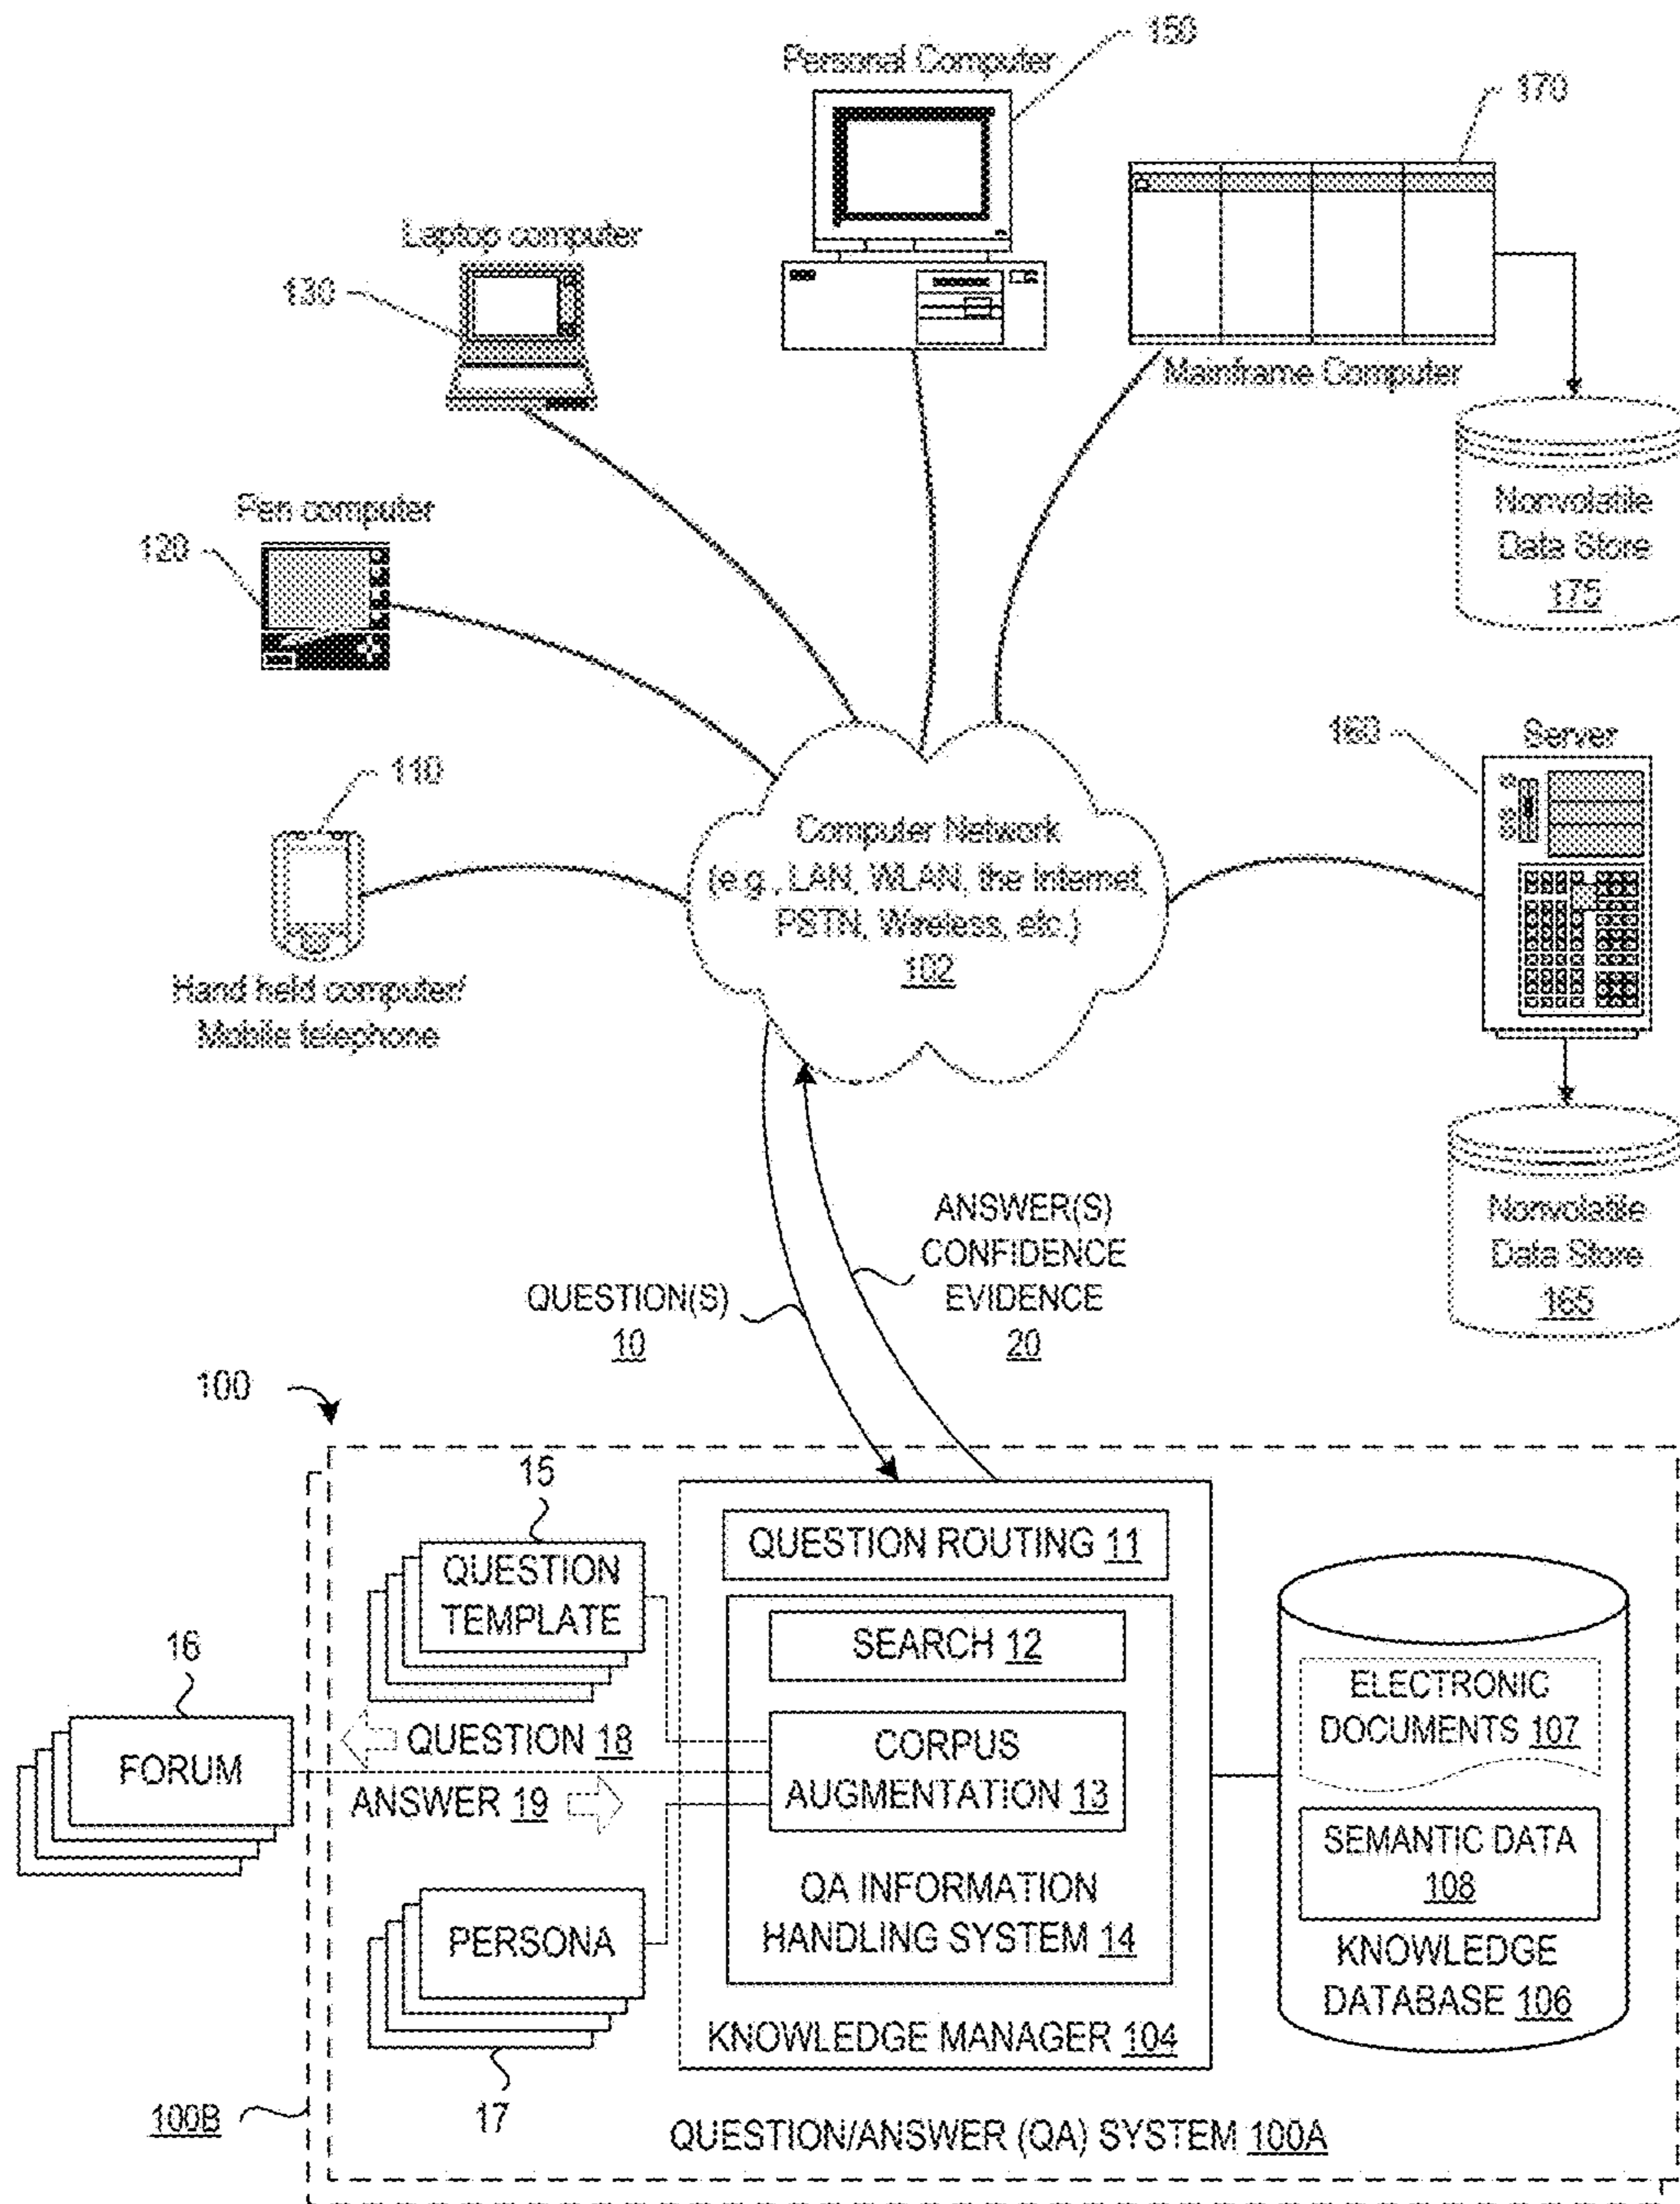 150
Personal Computer
170
Laptop computer
130
Mainframe Computer
Nonvolatile
Data Store
175
Pen computer
120
160
Server
110
Computer Network
(e.g., LAN, WLAN, the Internet,
PSTN, Wireless, etc.)
102
Hand held computer/
Mobile telephone
ANSWER(S)
CONFIDENCE
EVIDENCE
20
QUESTION(S)
10
Nonvolatile
Data Store
165
100
15
QUESTION
TEMPLATE
QUESTION ROUTING 11
SEARCH 12
16
FORUM
QUESTION 18
ANSWER 19
CORPUS
AUGMENTATION 13
ELECTRONIC
DOCUMENTS 107
SEMANTIC DATA
108
PERSONA
QA INFORMATION
HANDLING SYSTEM 14
KNOWLEDGE
DATABASE 106
KNOWLEDGE MANAGER 104
17
100B
QUESTION/ANSWER (QA) SYSTEM 100A